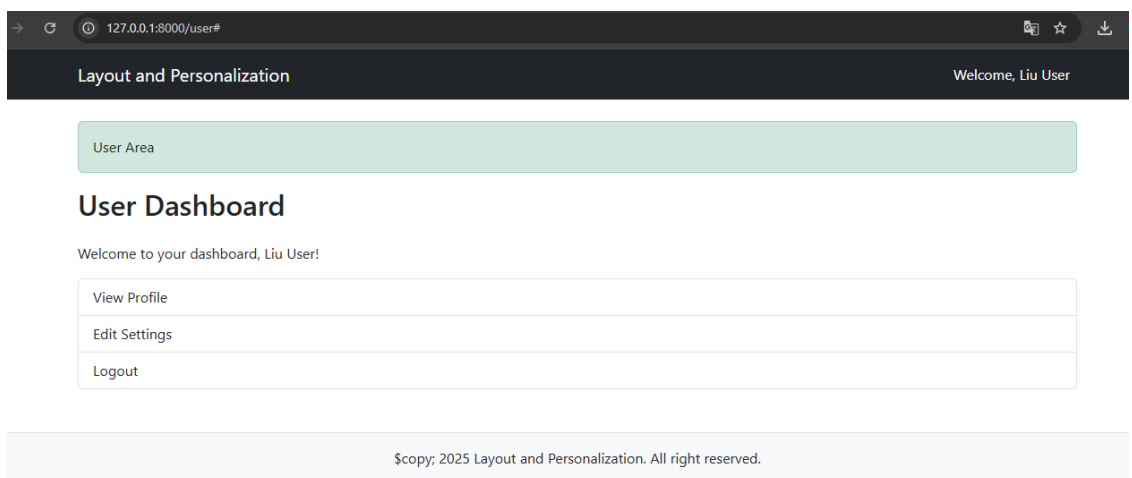 127.0.0.1:8000/user#
Layout and Personalization
Welcome, Liu User
User Area
User Dashboard
Welcome to your dashboard, Liu User!
View Profile
Edit Settings
Logout
$copy; 2025 Layout and Personalization. All right reserved.